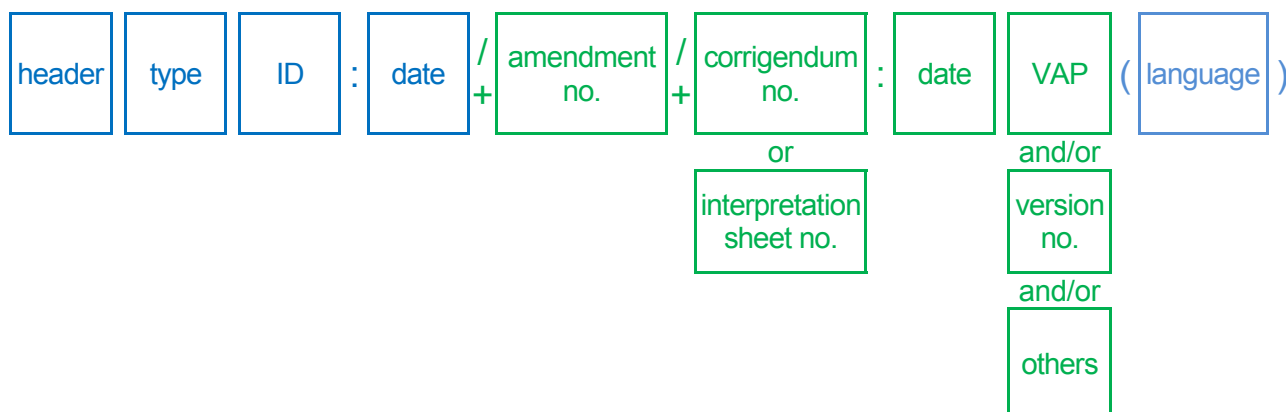 header type ID : date / + amendment no. / + corrigendum no. : date VAP ( language )
or and/or
interpretation sheet no. version no.
and/or
others